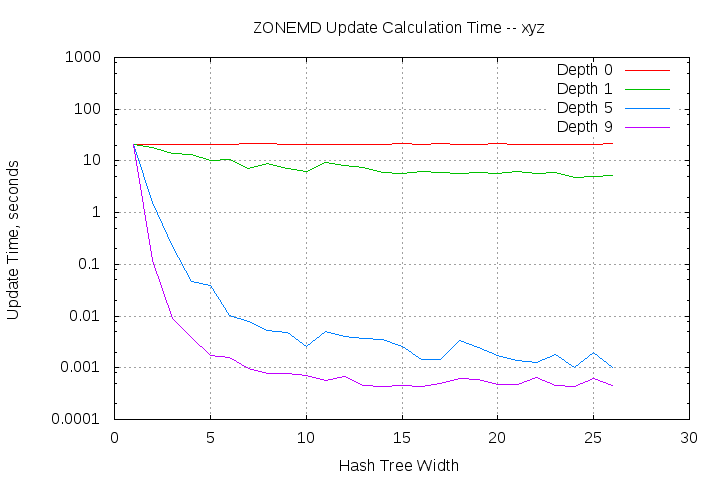 ZONEMD Update Calculation Time -- xyz
Depth 0
Depth 1
Depth 5
Depth 9
1000
100
10
1
0.1
0.01
0.001
0.0001
Update Time, seconds
0 5 10 15 20 25 30
Hash Tree Width